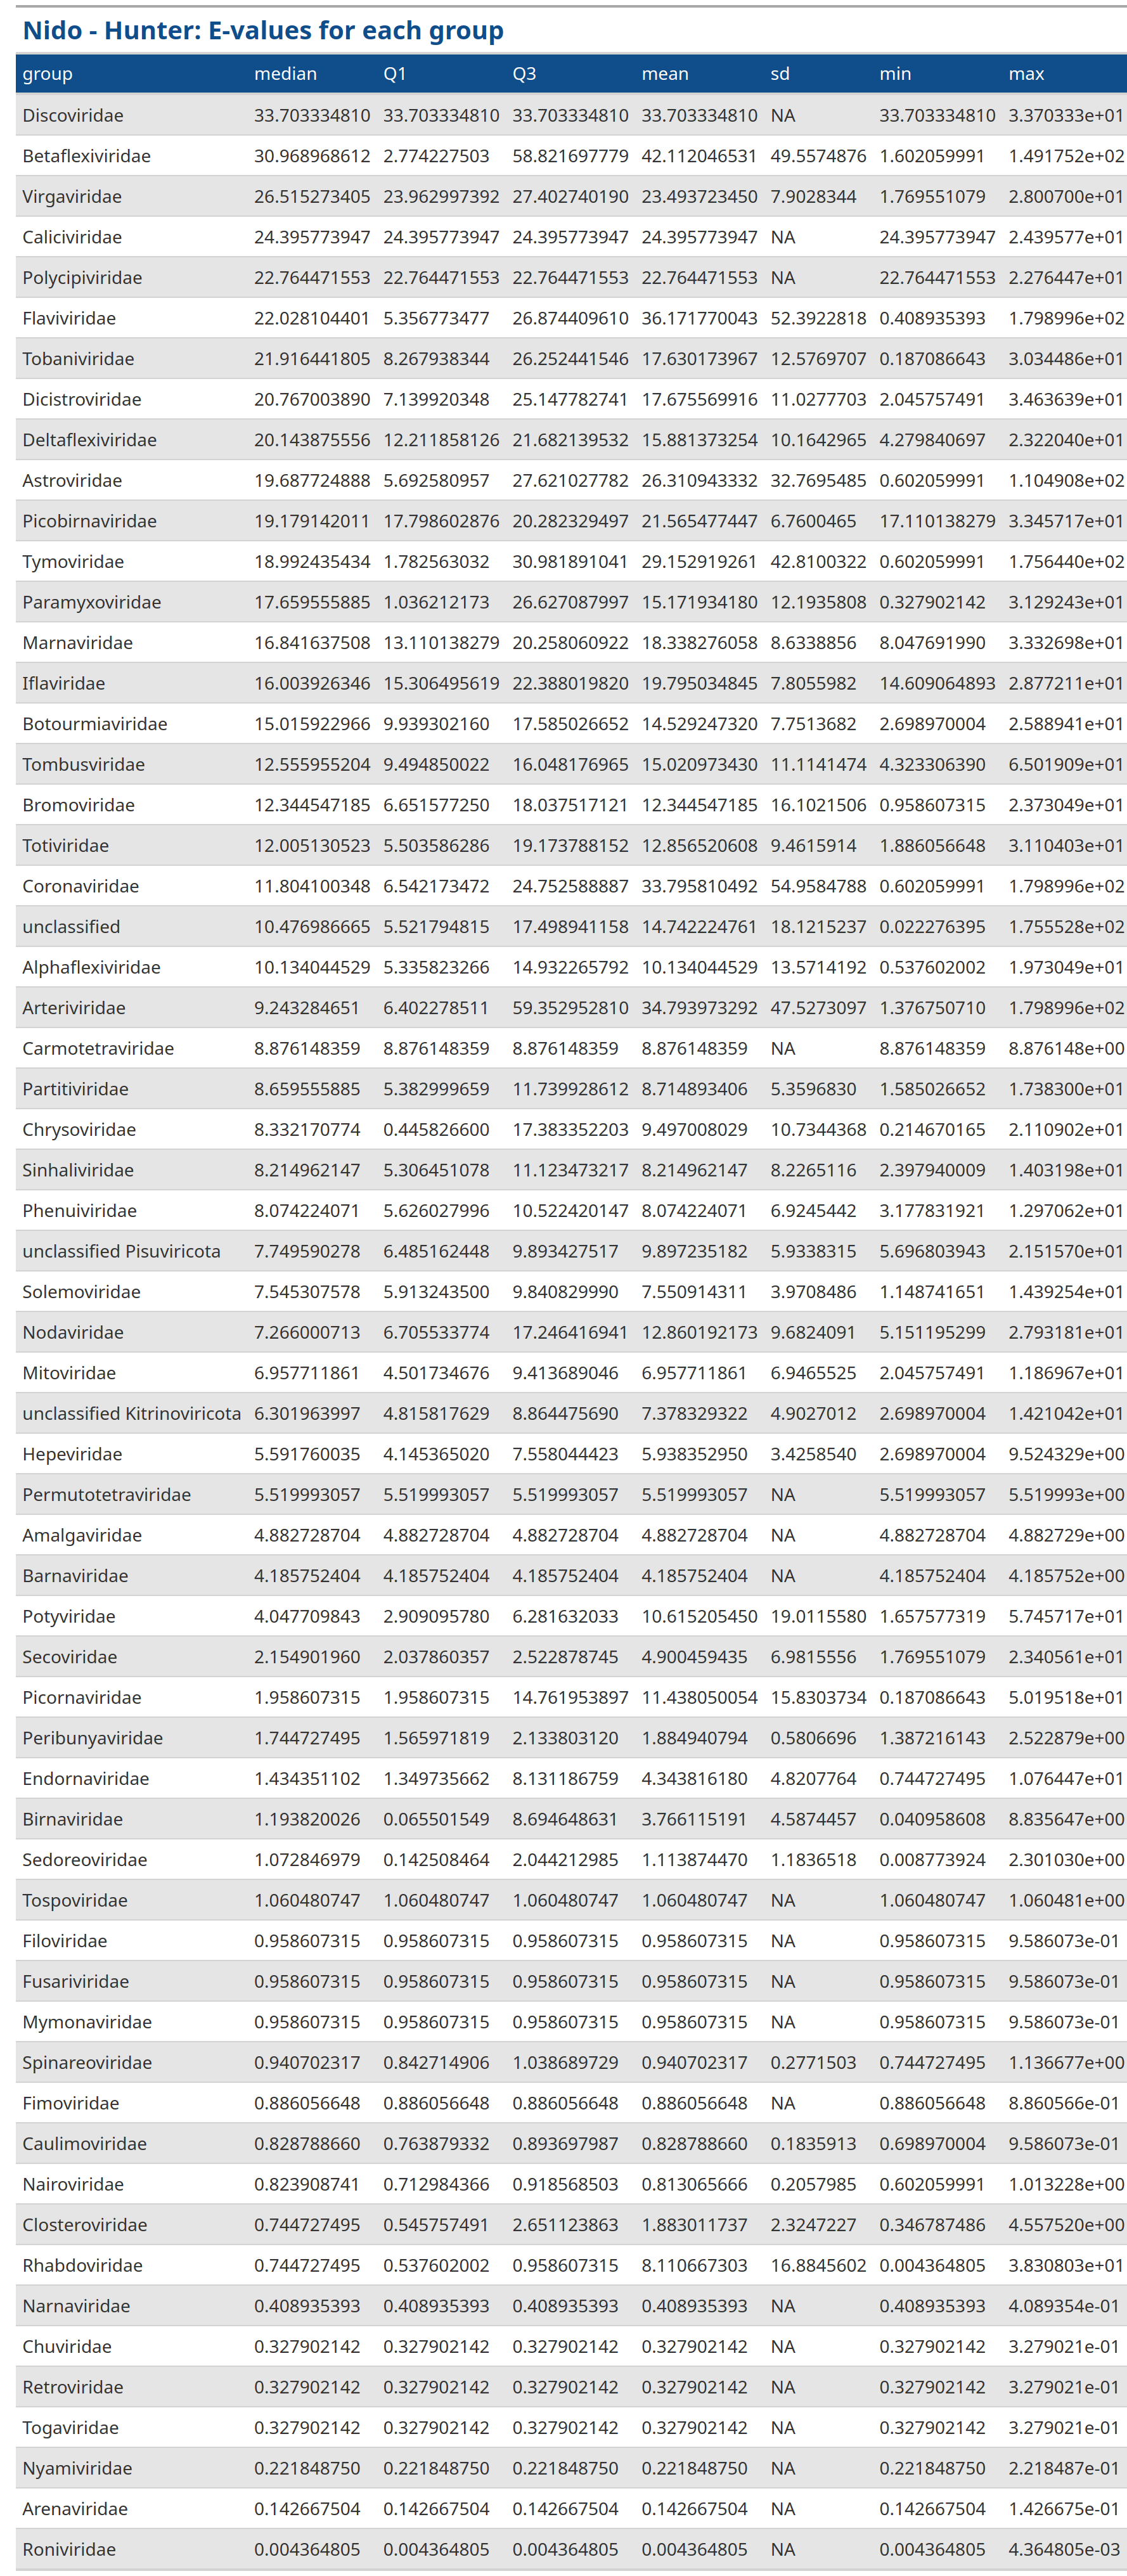 Nido - Hunter: E-values for each group
group median Q1 Q3 mean sd min max
Discoviridae 33.703334810 33.703334810 33.703334810 33.703334810 NA 33.703334810 3.370333e+01
Betaflexiviridae 30.968968612 2.774227503 58.821697779 42.112046531 49.5574876 1.602059991 1.491752e+02
Virgaviridae 26.515273405 23.962997392 27.402740190 23.493723450 7.9028344 1.769551079 2.800700e+01
Caliciviridae 24.395773947 24.395773947 24.395773947 24.395773947 NA 24.395773947 2.439577e+01
Polycipiviridae 22.764471553 22.764471553 22.764471553 22.764471553 NA 22.764471553 2.276447e+01
Flaviviridae 22.028104401 5.356773477 26.874409610 36.171770043 52.3922818 0.408935393 1.798996e+02
Tobaniviridae 21.916441805 8.267938344 26.252441546 17.630173967 12.5769707 0.187086643 3.034486e+01
Dicistroviridae 20.767003890 7.139920348 25.147782741 17.675569916 11.0277703 2.045757491 3.463639e+01
Deltaflexiviridae 20.143875556 12.211858126 21.682139532 15.881373254 10.1642965 4.279840697 2.322040e+01
Astroviridae 19.687724888 5.692580957 27.621027782 26.310943332 32.7695485 0.602059991 1.104908e+02
Picobirnaviridae 19.179142011 17.798602876 20.282329497 21.565477447 6.7600465 17.110138279 3.345717e+01
Tymoviridae 18.992435434 1.782563032 30.981891041 29.152919261 42.8100322 0.602059991 1.756440e+02
Paramyxoviridae 17.659555885 1.036212173 26.627087997 15.171934180 12.1935808 0.327902142 3.129243e+01
Marnaviridae 16.841637508 13.110138279 20.258060922 18.338276058 8.6338856 8.047691990 3.332698e+01
Iflaviridae 16.003926346 15.306495619 22.388019820 19.795034845 7.8055982 14.609064893 2.877211e+01
Botourmiaviridae 15.015922966 9.939302160 17.585026652 14.529247320 7.7513682 2.698970004 2.588941e+01
Tombusviridae 12.555955204 9.494850022 16.048176965 15.020973430 11.1141474 4.323306390 6.501909e+01
Bromoviridae 12.344547185 6.651577250 18.037517121 12.344547185 16.1021506 0.958607315 2.373049e+01
Totiviridae 12.005130523 5.503586286 19.173788152 12.856520608 9.4615914 1.886056648 3.110403e+01
Coronaviridae 11.804100348 6.542173472 24.752588887 33.795810492 54.9584788 0.602059991 1.798996e+02
unclassified 10.476986665 5.521794815 17.498941158 14.742224761 18.1215237 0.022276395 1.755528e+02
Alphaflexiviridae 10.134044529 5.335823266 14.932265792 10.134044529 13.5714192 0.537602002 1.973049e+01
Arteriviridae 9.243284651 6.402278511 59.352952810 34.793973292 47.5273097 1.376750710 1.798996e+02
Carmotetraviridae 8.876148359 8.876148359 8.876148359 8.876148359 NA 8.876148359 8.876148e+00
Partitiviridae 8.659555885 5.382999659 11.739928612 8.714893406 5.3596830 1.585026652 1.738300e+01
Chrysoviridae 8.332170774 0.445826600 17.383352203 9.497008029 10.7344368 0.214670165 2.110902e+01
Sinhaliviridae 8.214962147 5.306451078 11.123473217 8.214962147 8.2265116 2.397940009 1.403198e+01
Phenuiviridae 8.074224071 5.626027996 10.522420147 8.074224071 6.9245442 3.177831921 1.297062e+01
unclassified Pisuviricota 7.749590278 6.485162448 9.893427517 9.897235182 5.9338315 5.696803943 2.151570e+01
Solemoviridae 7.545307578 5.913243500 9.840829990 7.550914311 3.9708486 1.148741651 1.439254e+01
Nodaviridae 7.266000713 6.705533774 17.246416941 12.860192173 9.6824091 5.151195299 2.793181e+01
Mitoviridae 6.957711861 4.501734676 9.413689046 6.957711861 6.9465525 2.045757491 1.186967e+01
unclassified Kitrinoviricota 6.301963997 4.815817629 8.864475690 7.378329322 4.9027012 2.698970004 1.421042e+01
Hepeviridae 5.591760035 4.145365020 7.558044423 5.938352950 3.4258540 2.698970004 9.524329e+00
Permutotetraviridae 5.519993057 5.519993057 5.519993057 5.519993057 NA 5.519993057 5.519993e+00
Amalgaviridae 4.882728704 4.882728704 4.882728704 4.882728704 NA 4.882728704 4.882729e+00
Barnaviridae 4.185752404 4.185752404 4.185752404 4.185752404 NA 4.185752404 4.185752e+00
Potyviridae 4.047709843 2.909095780 6.281632033 10.615205450 19.0115580 1.657577319 5.745717e+01
Secoviridae 2.154901960 2.037860357 2.522878745 4.900459435 6.9815556 1.769551079 2.340561e+01
Picornaviridae 1.958607315 1.958607315 14.761953897 11.438050054 15.8303734 0.187086643 5.019518e+01
Peribunyaviridae 1.744727495 1.565971819 2.133803120 1.884940794 0.5806696 1.387216143 2.522879e+00
Endornaviridae 1.434351102 1.349735662 8.131186759 4.343816180 4.8207764 0.744727495 1.076447e+01
Birnaviridae 1.193820026 0.065501549 8.694648631 3.766115191 4.5874457 0.040958608 8.835647e+00
Sedoreoviridae 1.072846979 0.142508464 2.044212985 1.113874470 1.1836518 0.008773924 2.301030e+00
Tospoviridae 1.060480747 1.060480747 1.060480747 1.060480747 NA 1.060480747 1.060481e+00
Filoviridae 0.958607315 0.958607315 0.958607315 0.958607315 NA 0.958607315 9.586073e-01
Fusariviridae 0.958607315 0.958607315 0.958607315 0.958607315 NA 0.958607315 9.586073e-01
Mymonaviridae 0.958607315 0.958607315 0.958607315 0.958607315 NA 0.958607315 9.586073e-01
Spinareoviridae 0.940702317 0.842714906 1.038689729 0.940702317 0.2771503 0.744727495 1.136677e+00
Fimoviridae 0.886056648 0.886056648 0.886056648 0.886056648 NA 0.886056648 8.860566e-01
Caulimoviridae 0.828788660 0.763879332 0.893697987 0.828788660 0.1835913 0.698970004 9.586073e-01
Nairoviridae 0.823908741 0.712984366 0.918568503 0.813065666 0.2057985 0.602059991 1.013228e+00
Closteroviridae 0.744727495 0.545757491 2.651123863 1.883011737 2.3247227 0.346787486 4.557520e+00
Rhabdoviridae 0.744727495 0.537602002 0.958607315 8.110667303 16.8845602 0.004364805 3.830803e+01
Narnaviridae 0.408935393 0.408935393 0.408935393 0.408935393 NA 0.408935393 4.089354e-01
Chuviridae 0.327902142 0.327902142 0.327902142 0.327902142 NA 0.327902142 3.279021e-01
Retroviridae 0.327902142 0.327902142 0.327902142 0.327902142 NA 0.327902142 3.279021e-01
Togaviridae 0.327902142 0.327902142 0.327902142 0.327902142 NA 0.327902142 3.279021e-01
Nyamiviridae 0.221848750 0.221848750 0.221848750 0.221848750 NA 0.221848750 2.218487e-01
Arenaviridae 0.142667504 0.142667504 0.142667504 0.142667504 NA 0.142667504 1.426675e-01
Roniviridae 0.004364805 0.004364805 0.004364805 0.004364805 NA 0.004364805 4.364805e-03